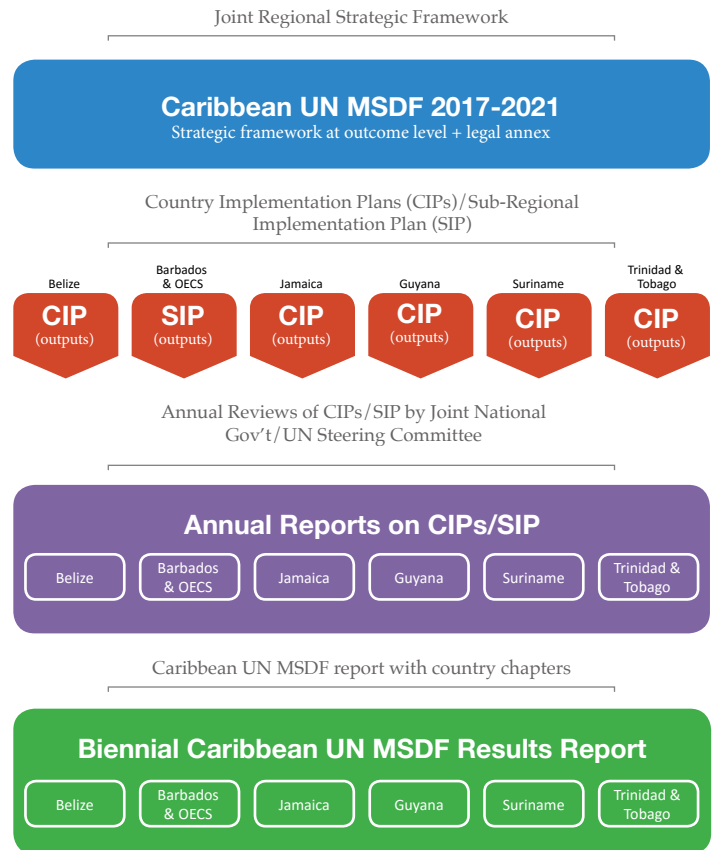 Joint Regional Strategic Framework
Caribbean UN MSDF 2017-2021
Strategic framework at outcome level + legal annex
Country Implementation Plans (CIPs)/Sub-Regional
Implementation Plan (SIP)
Belize
CIP
(outputs)
Barbados
& OECS
SIP
(outputs)
Jamaica
CIP
(outputs)
Guyana
CIP
(outputs)
Suriname
CIP
(outputs)
Trinidad &
Tobago
CIP
(outputs)
Annual Reviews of CIPs/SIP by Joint National
Gov't/UN Steering Committee
Annual Reports on CIPs/SIP
Belize
Barbados
& OECS
Jamaica
Guyana
Suriname
Trinidad &
Tobago
Caribbean UN MSDF report with country chapters
Biennial Caribbean UN MSDF Results Report
Belize
Barbados
& OECS
Jamaica
Guyana
Suriname
Trinidad &
Tobago